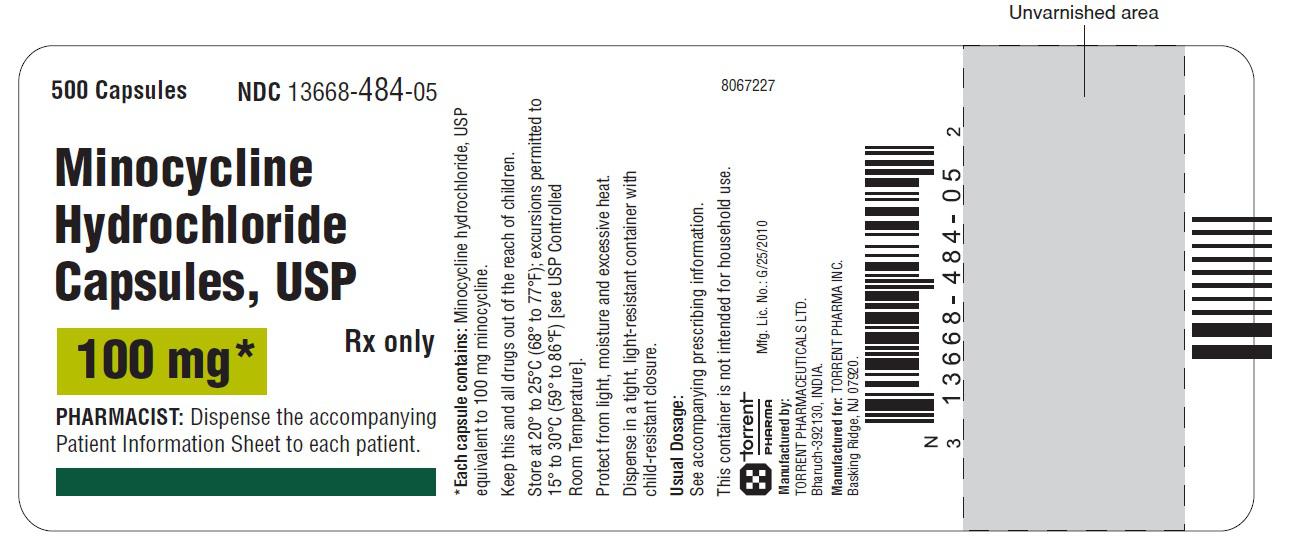 Unvarnished area
500 Capsules NDC 13668-484-05
Minocycline
Hydrochloride
Capsules, USP
100 mg*
Rx only
PHARMACIST: Dispense the accompanying
Patient Information Sheet to each patient.
*Each capsule contains: Minocycline hydrochloride, USP
equivalent to 100 mg minocycline.
Keep this and all drugs out of the reach of children.
Store at 20° to 25°C (68° to 77°F); excursions permitted to
15° to 30°C (59° to 86°F) [see USP Controlled
Room Temperature].
Protect from light, moisture and excessive heat.
Dispense in a tight, light-resistant container with
child-resistant closure.
Usual Dosage:
See accompanying prescribing information.
This container is not intended for household use.
torrent
PHARMA
Mfg. Lic. No.: G/25/2010
Manufactured by:
TORRENT PHARMACEUTICALS LTD.
Bharuch-392130, INDIA.
Manufactured for: TORRENT PHARMA INC.
Basking Ridge, NJ 07920.
8067227
N
3 13668-484-05 2